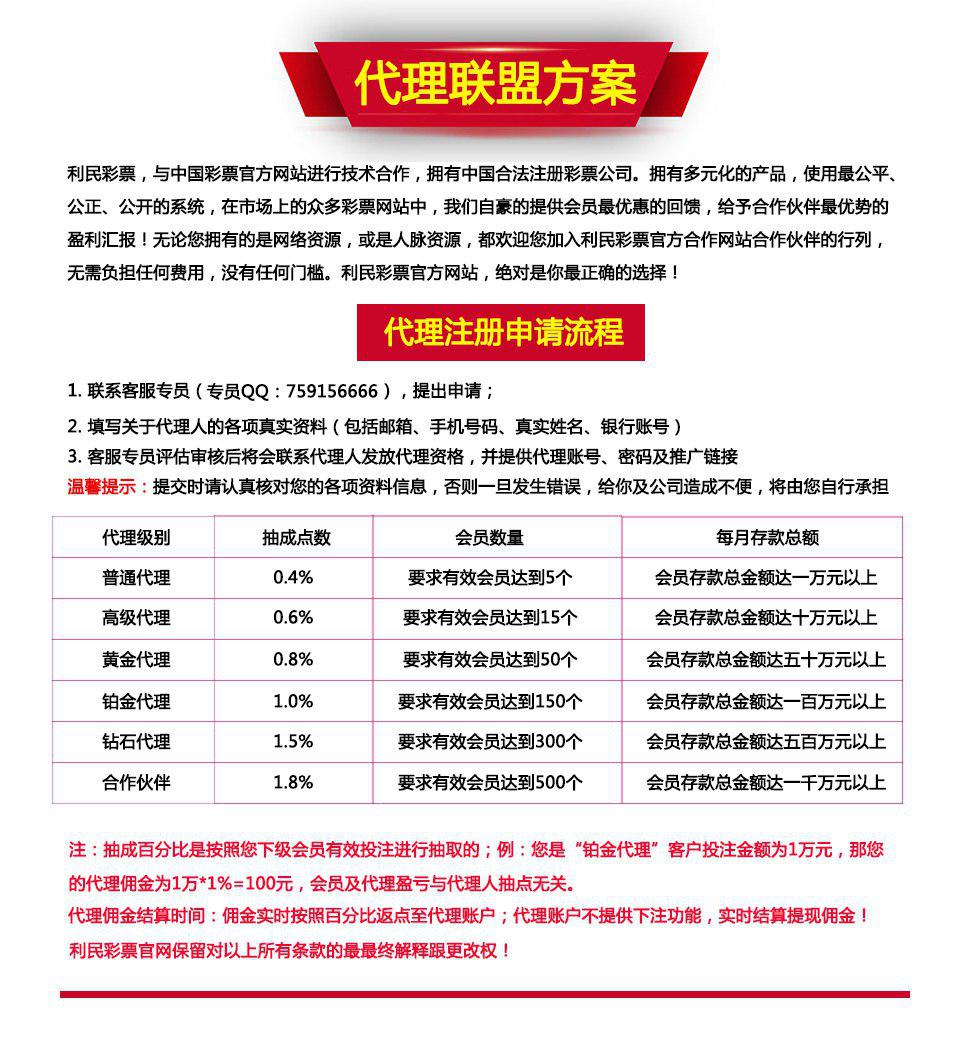 代理联盟方案
利民彩票，与中国彩票官方网站进行技术合作，拥有中国合法注册彩票公司。拥有多元化的产品，使用最公平、
公正、公开的系统，在市场上的众多彩票网站中，我们自豪的提供会员最优惠的回馈，给予合作伙伴最优势的
盈利汇报！无论您拥有的是网络资源，或是人脉资源，都欢迎您加入利民彩票官方合作网站合作伙伴的行列，
无需负担任何费用，没有任何门槛。利民彩票官方网站，绝对是你最正确的选择！
代理注册申请流程
1. 联系客服专员（专员QQ：759156666），提出申请；
2. 填写关于代理人的各项真实资料（包括邮箱、手机号码、真实姓名、银行账号）
3. 客服专员评估审核后将会联系代理人发放代理资格，并提供代理账号、密码及推广链接
温馨提示：提交时请认真核对您的各项资料信息，否则一旦发生错误，给你及公司造成不便，将由您自行承担
代理级别 抽成点数 会员数量 每月存款总额
普通代理 0.4% 要求有效会员达到5个 会员存款总金额达一万元以上
高级代理 0.6% 要求有效会员达到15个 会员存款总金额达十万元以上
黄金代理 0.8% 要求有效会员达到50个 会员存款总金额达五十万元以上
铂金代理 1.0% 要求有效会员达到150个 会员存款总金额达一百万元以上
钻石代理 1.5% 要求有效会员达到300个 会员存款总金额达五百万元以上
合作伙伴 1.8% 要求有效会员达到500个 会员存款总金额达一千万元以上
注：抽成百分比是按照您下级会员有效投注进行抽取的；例：您是“铂金代理”客户投注金额为1万元，那您
的代理佣金为1万*1%=100元，会员及代理盈亏与代理人抽点无关。
代理佣金结算时间：佣金实时按照百分比返点至代理账户；代理账户不提供下注功能，实时结算提现佣金！
利民彩票官网保留对以上所有条款的最最终解释跟更改权！